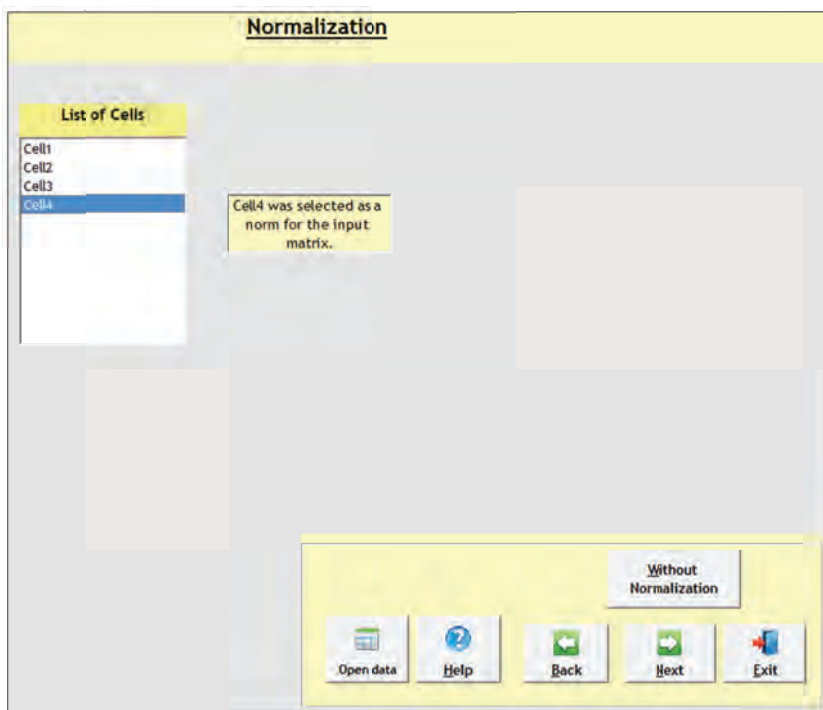 Normalization
List of Cells
Cell1
Cell2
Cell3
Cell4
Cell4 was selected as a
norm for the input
matrix.
Without
Normalization
Open data
Help
Back
Next
Exit